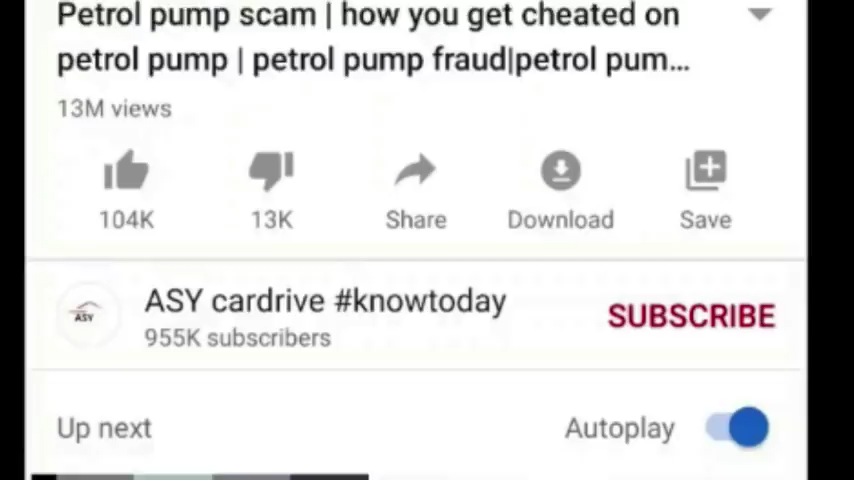 Petrol pump scam | how you get cheated on
petrol pump | petrol pump fraud|petrol pum...
13M views
104K
13K
Share
Download
Save
ASY
ASY cardrive #knowtoday
SUBSCRIBE
955K subscribers
Up next
Autoplay